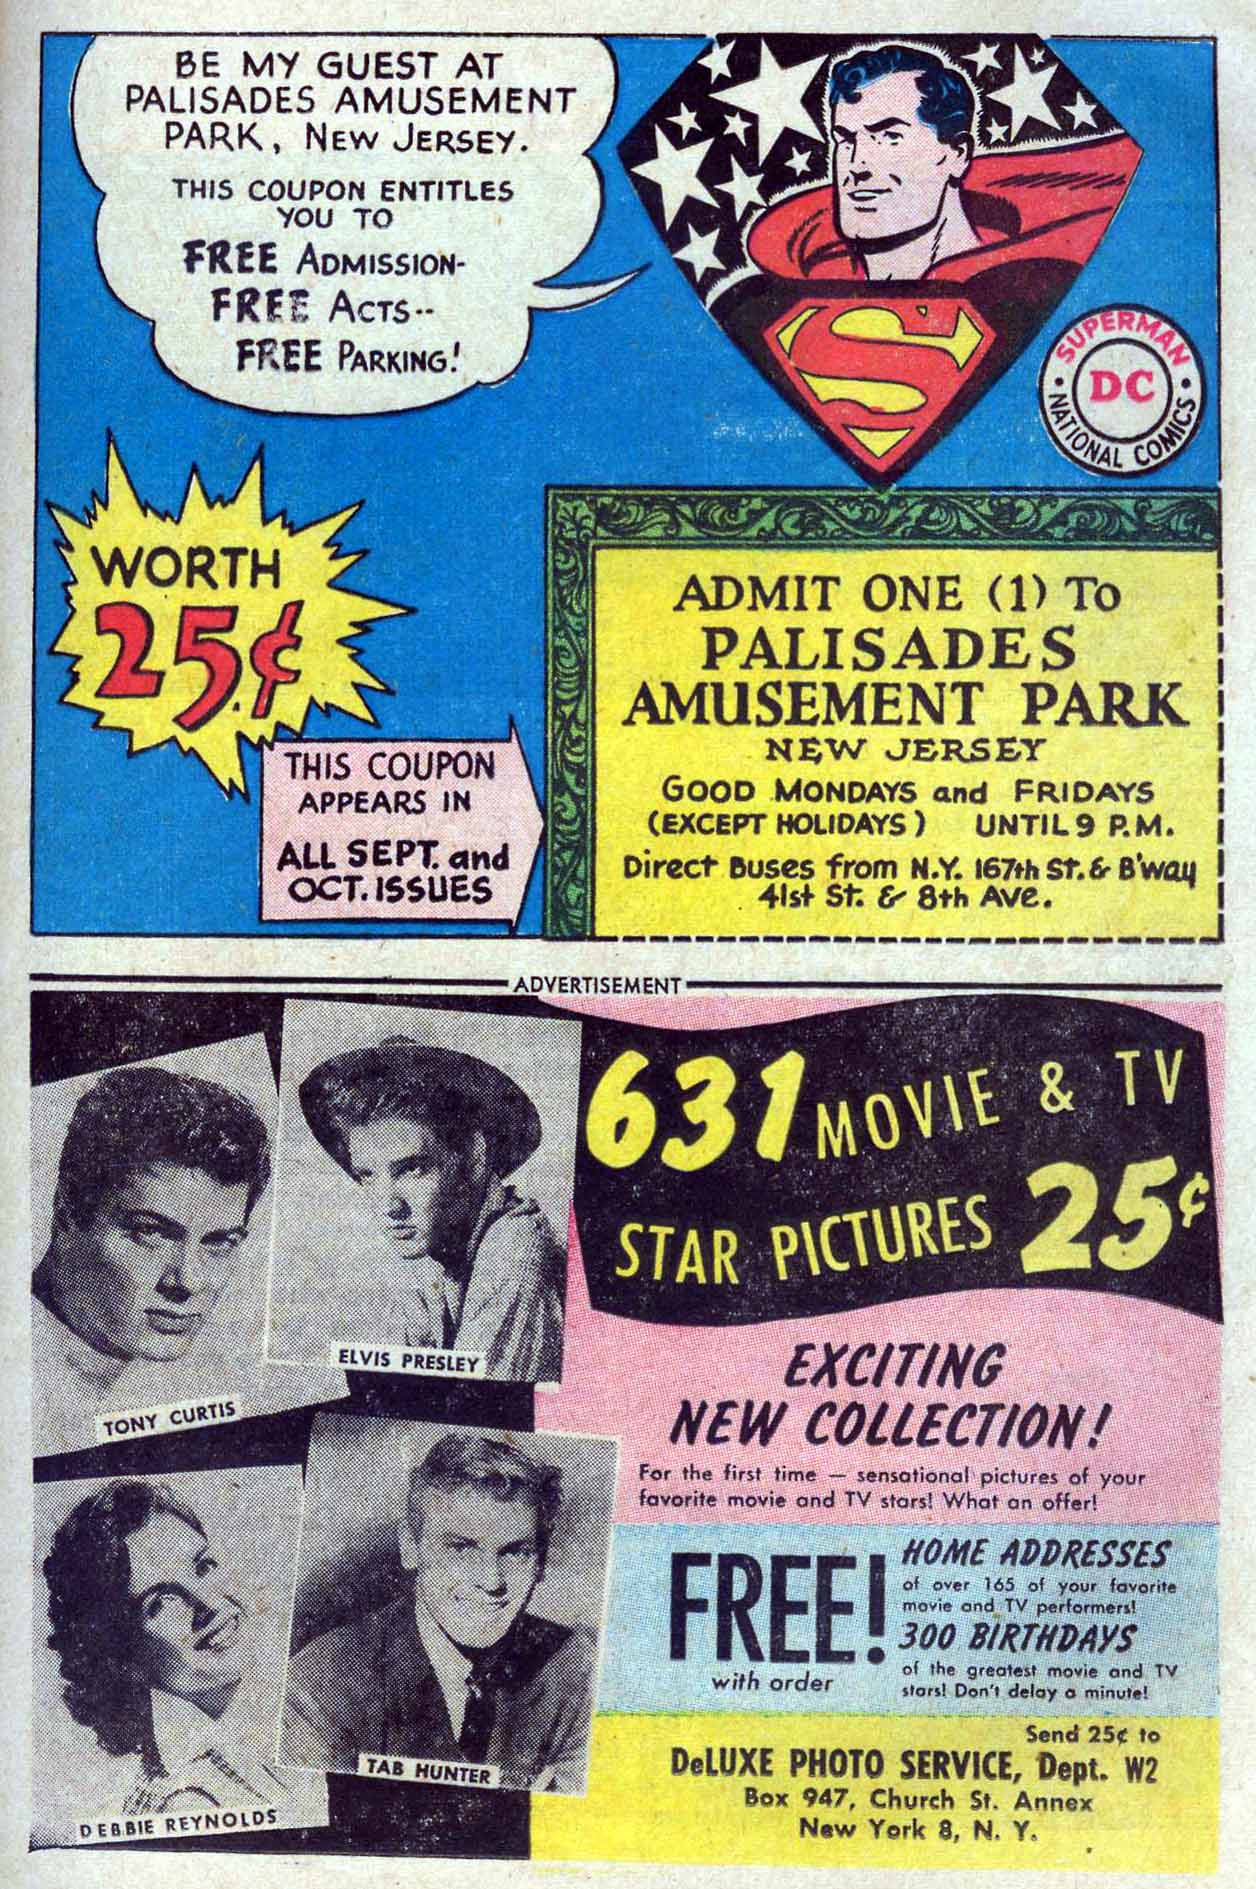 BE MY GUEST AT
PALISADES AMUSEMENT
PARK, NEW JERSEY.
THIS COUPON ENTITLES
YOU TO
FREE ADMISSION-
FREE ACTS--
FREE PARKING!
S
SUPERMAN
DC
NATIONAL COMICS
WORTH
25¢
THIS COUPON
APPEARS IN
ALL SEPT. and
OCT. ISSUES
ADMIT ONE (1) To
PALISADES
AMUSEMENT PARK
NEW JERSEY
GOOD MONDAYS and FRIDAYS
(EXCEPT HOLIDAYS) UNTIL 9 P.M.
Direct Buses from N.Y. 167th ST. & B'way
41st St. & 8th AVe.
ADVERTISEMENT
631 MOVIE & TV
STAR PICTURES 25¢
ELVIS PRESLEY
TONY CURTIS
TAB HUNTER
DEBBIE REYNOLDS
EXCITING
NEW COLLECTION!
For the first time — sensational pictures of your
favorite movie and TV stars! What an offer!
FREE!
with order
HOME ADDRESSES
of over 165 of your favorite
movie and TV performers!
300 BIRTHDAYS
of the greatest movie and TV
stars! Don't delay a minute!
Send 25¢ to
DeLUXE PHOTO SERVICE, Dept. W2
Box 947, Church St. Annex
New York 8, N. Y.